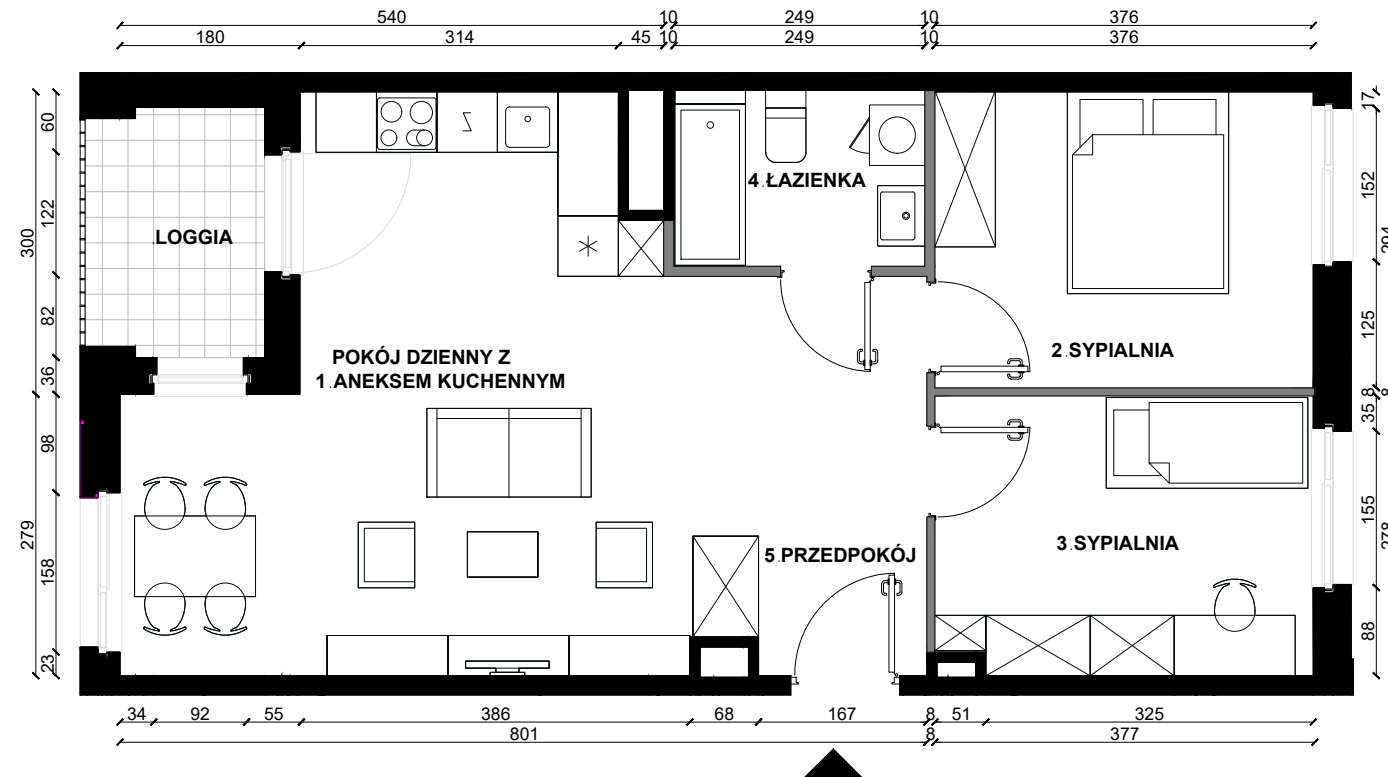 540 10 249 10 376
180 314 45 10 249 10 376
17
60
152
122
300
294
LOGGIA
4.ŁAZIENKA
82
125
36
POKÓJ DZIENNY Z
1.ANEKSEM KUCHENNYM
2.SYPIALNIA
8 8
35
98
155
279
278
158
5.PRZEDPOKÓJ
3.SYPIALNIA
88
23
34 92 55 386 68 167 8 51 325
801 8 377